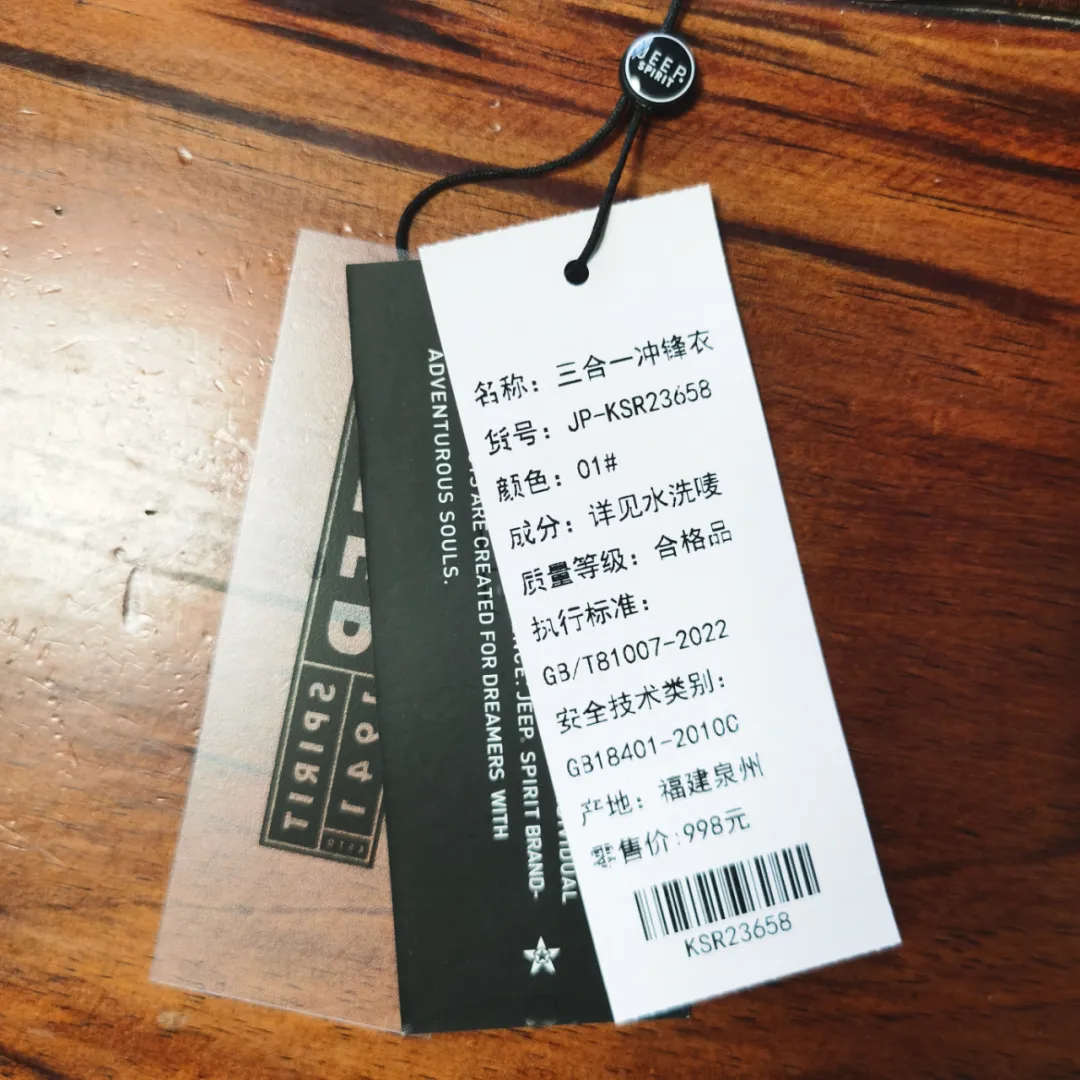 JEEP.
SPIRIT
名称：三合一冲锋衣
货号：JP-KSR23658
颜色：01#
成分：详见水洗唛
质量等级：合格品
执行标准：
GB/T81007-2022
安全技术类别：
GB18401-2010C
产地：福建泉州
零售价:998元
KSR23658
JEEP. SPIRIT BRAND-
ARE CREATED FOR DREAMERS WITH
ADVENTUROUS SOULS.
SPIRIT
1941